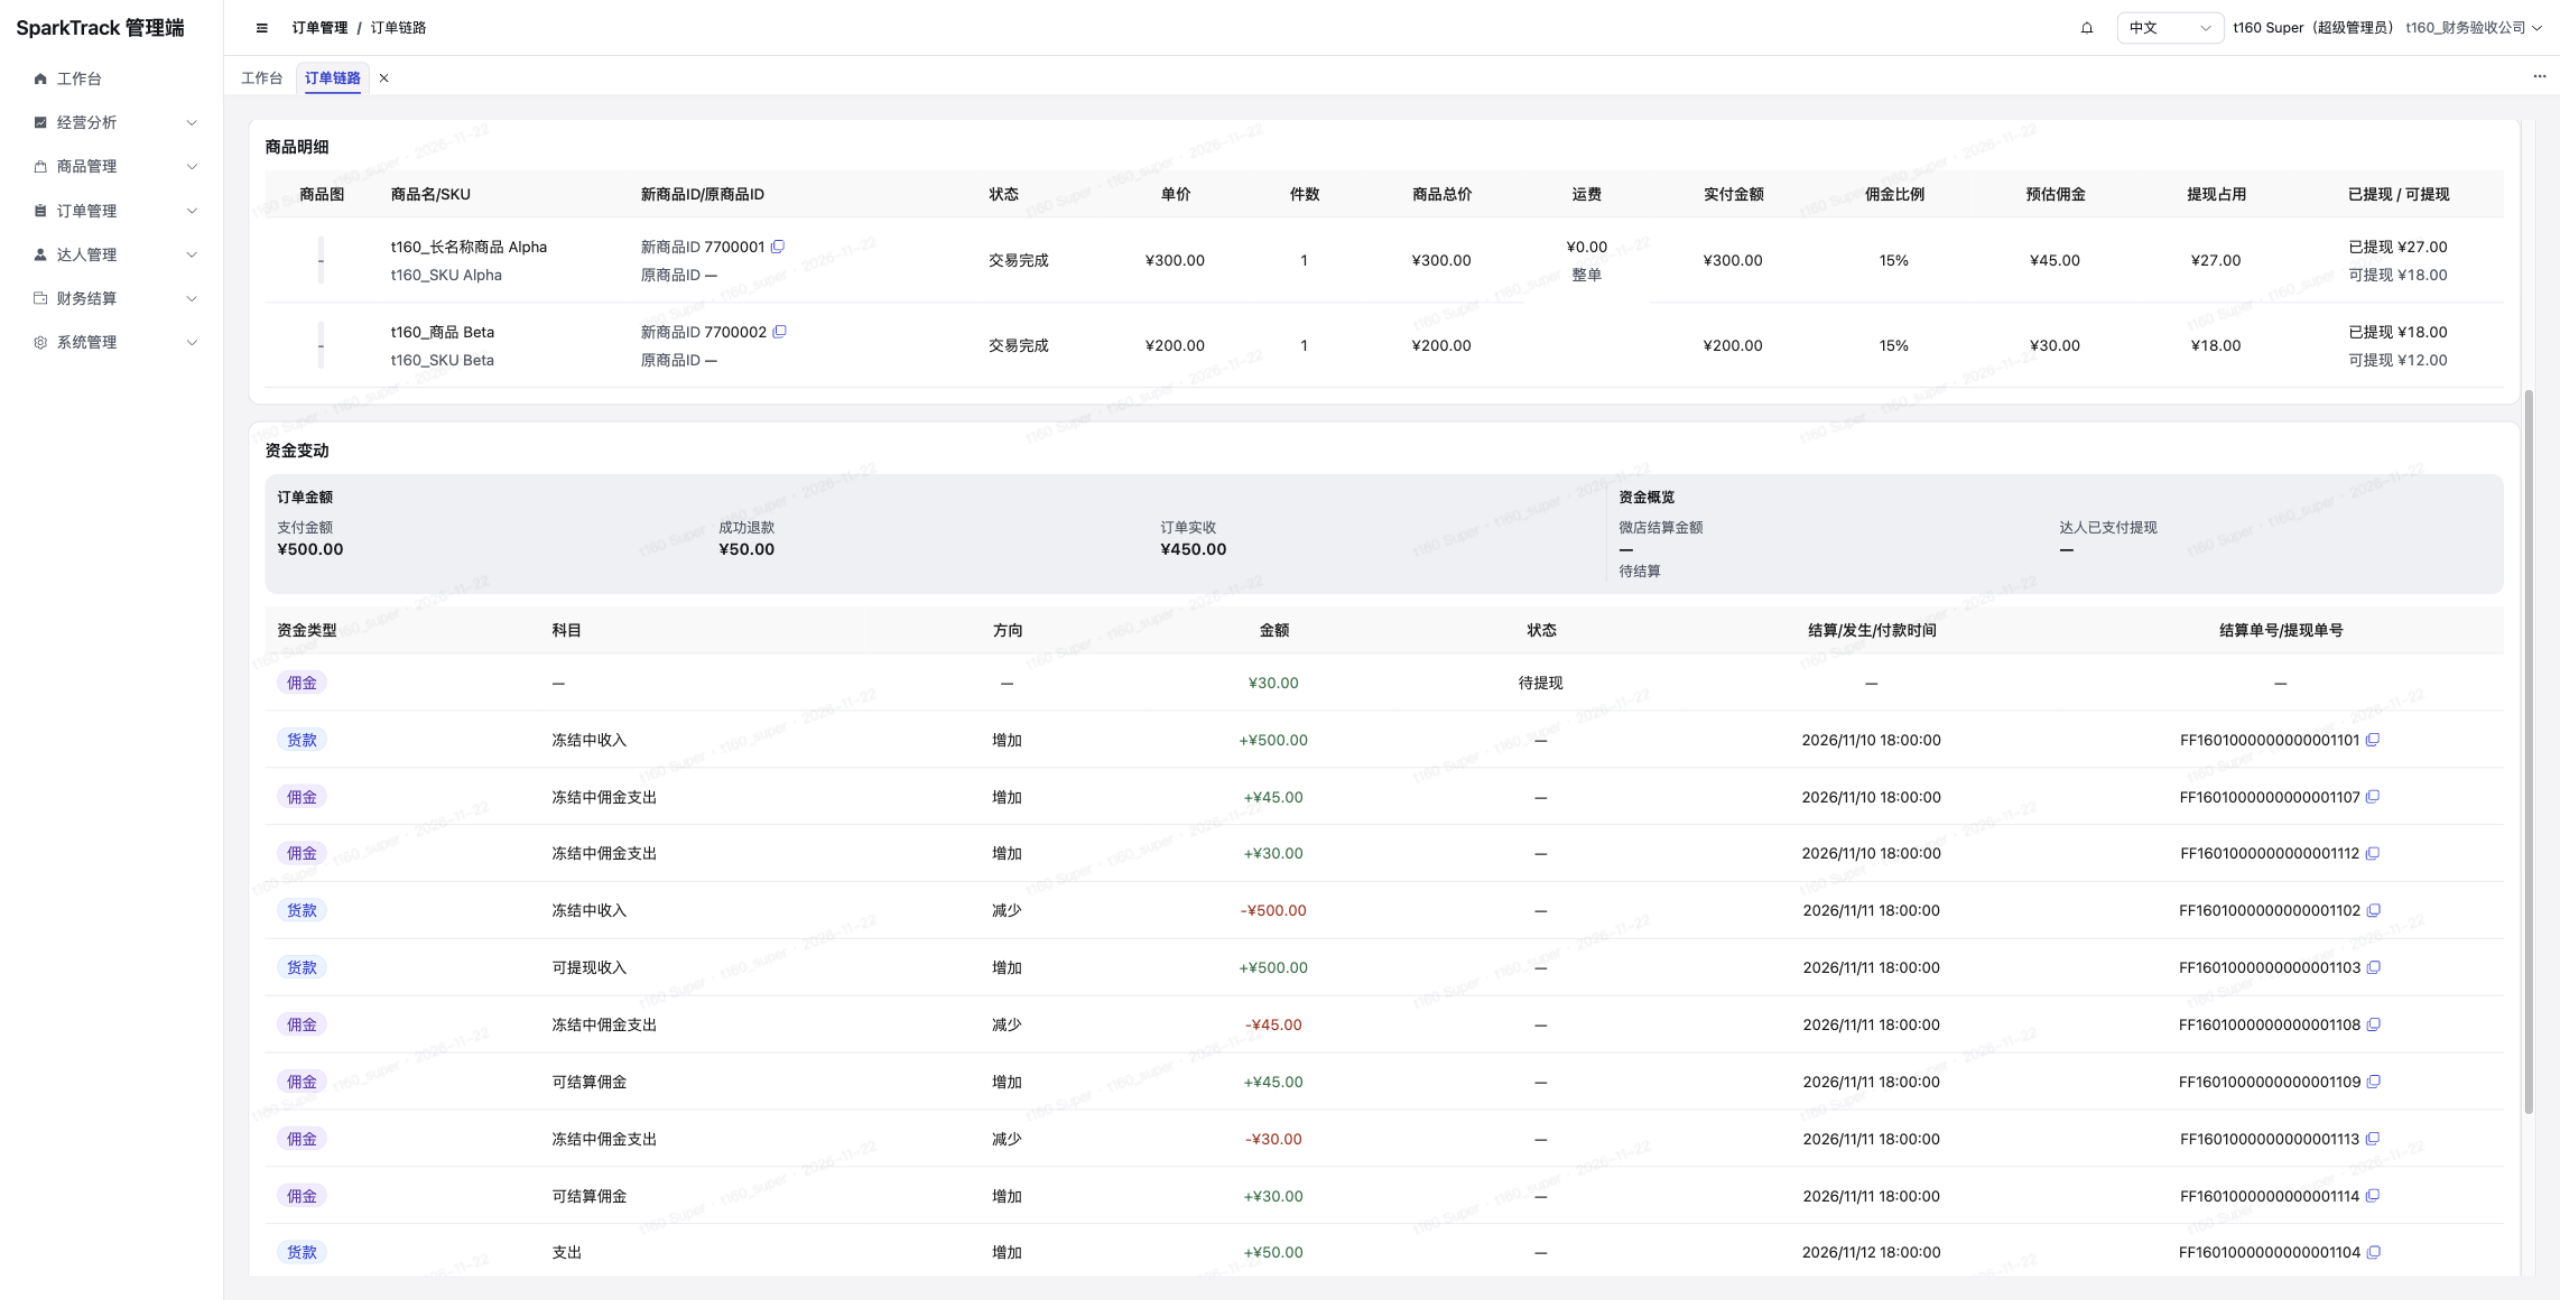 SparkTrack 管理端
工作台
经营分析
商品管理
订单管理
达人管理
财务结算
系统管理
订单管理 / 订单链路
中文
t160 Super（超级管理员）
t160_财务验收公司
工作台
订单链路
商品明细
商品图 商品名/SKU 新商品ID/原商品ID 状态 单价 件数 商品总价 运费 实付金额 佣金比例 预估佣金 提现占用 已提现 / 可提现
- t160_长名称商品 Alpha 新商品ID 7700001 交易完成 ¥300.00 1 ¥300.00 ¥0.00 ¥300.00 15% ¥45.00 ¥27.00 已提现 ¥27.00
t160_SKU Alpha 原商品ID — 整单 可提现 ¥18.00
- t160_商品 Beta 新商品ID 7700002 交易完成 ¥200.00 1 ¥200.00 ¥200.00 15% ¥30.00 ¥18.00 已提现 ¥18.00
t160_SKU Beta 原商品ID — 可提现 ¥12.00
资金变动
订单金额 资金概览
支付金额 成功退款 订单实收 微店结算金额 达人已支付提现
¥500.00 ¥50.00 ¥450.00 — —
待结算
资金类型 科目 方向 金额 状态 结算/发生/付款时间 结算单号/提现单号
佣金 — — ¥30.00 待提现 — —
货款 冻结中收入 增加 +¥500.00 — 2026/11/10 18:00:00 FF1601000000000001101
佣金 冻结中佣金支出 增加 +¥45.00 — 2026/11/10 18:00:00 FF1601000000000001107
佣金 冻结中佣金支出 增加 +¥30.00 — 2026/11/10 18:00:00 FF1601000000000001112
货款 冻结中收入 减少 -¥500.00 — 2026/11/11 18:00:00 FF1601000000000001102
货款 可提现收入 增加 +¥500.00 — 2026/11/11 18:00:00 FF1601000000000001103
佣金 冻结中佣金支出 减少 -¥45.00 — 2026/11/11 18:00:00 FF1601000000000001108
佣金 可结算佣金 增加 +¥45.00 — 2026/11/11 18:00:00 FF1601000000000001109
佣金 冻结中佣金支出 减少 -¥30.00 — 2026/11/11 18:00:00 FF1601000000000001113
佣金 可结算佣金 增加 +¥30.00 — 2026/11/11 18:00:00 FF1601000000000001114
货款 支出 增加 +¥50.00 — 2026/11/12 18:00:00 FF1601000000000001104
t160 Super · t160_super · 2026-11-22